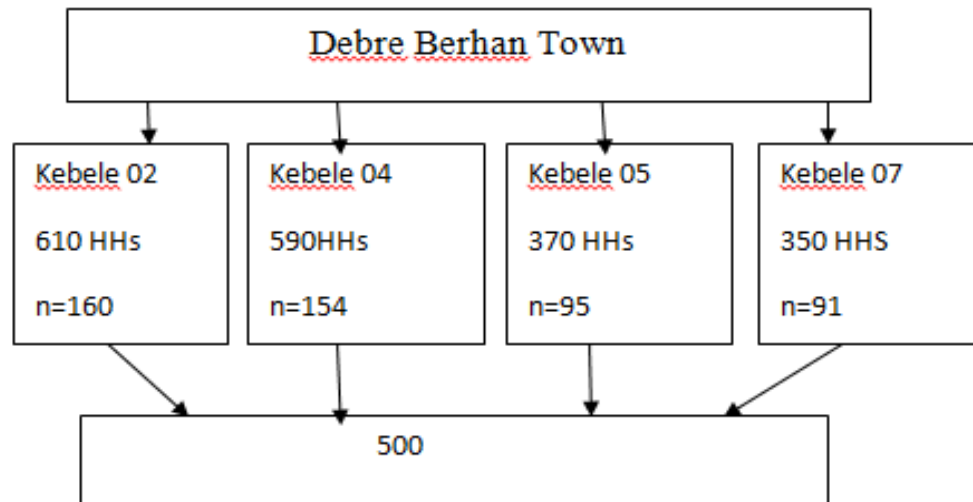 Debre Berhan Town
Kebele 02
610 HHs
n=160
Kebele 04
590HHs
n=154
Kebele 05
370 HHs
n=95
Kebele 07
350 HHS
n=91
500